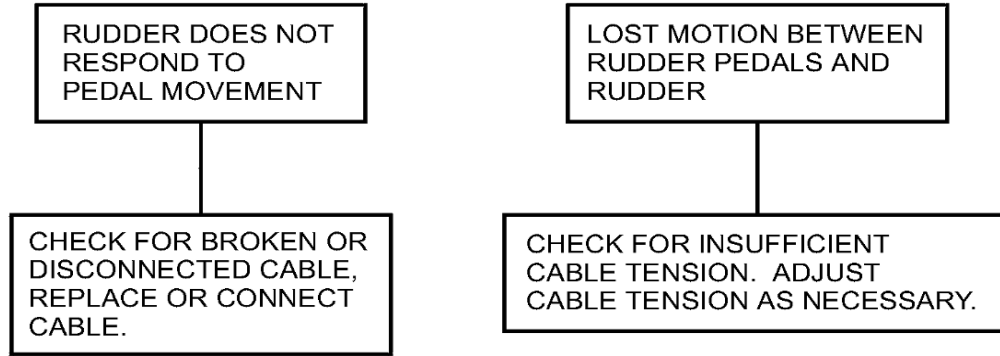 RUDDER DOES NOT
RESPOND TO
PEDAL MOVEMENT
CHECK FOR BROKEN OR
DISCONNECTED CABLE,
REPLACE OR CONNECT
CABLE.
LOST MOTION BETWEEN
RUDDER PEDALS AND
RUDDER
CHECK FOR INSUFFICIENT
CABLE TENSION.  ADJUST
CABLE TENSION AS NECESSARY.